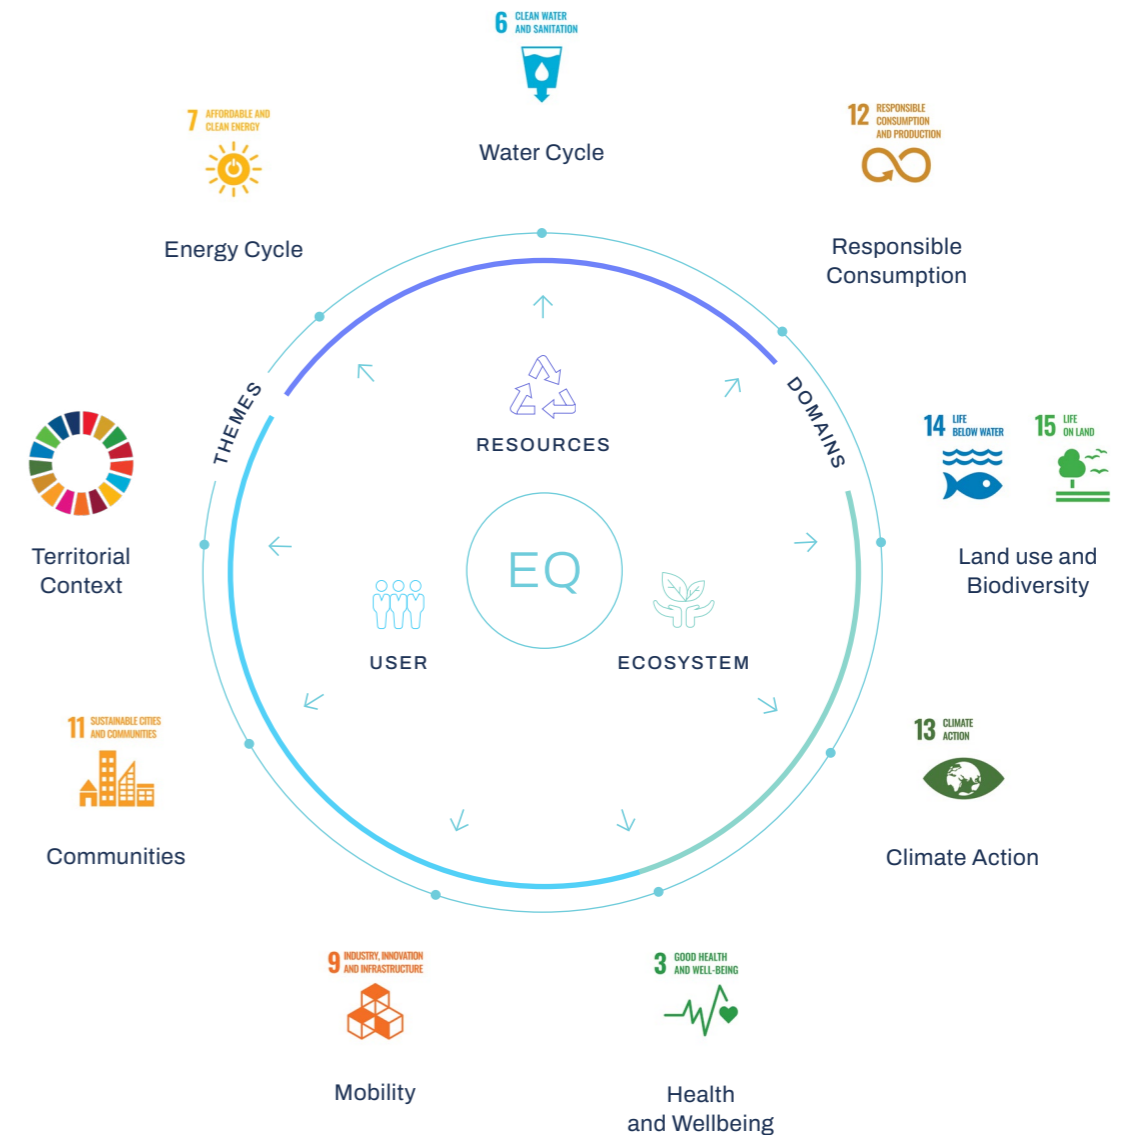 6 CLEAN WATER
AND SANITATION
Water Cycle
7 AFFORDABLE AND
CLEAN ENERGY
Energy Cycle
12 RESPONSIBLE
CONSUMPTION
AND PRODUCTION
Responsible
Consumption
THEMES
DOMAINS
RESOURCES
EQ
USER
ECOSYSTEM
Territorial
Context
14 LIFE
BELOW WATER
15 LIFE
ON LAND
Land use and
Biodiversity
11 SUSTAINABLE CITIES
AND COMMUNITIES
Communities
13 CLIMATE
ACTION
Climate Action
9 INDUSTRY, INNOVATION
AND INFRASTRUCTURE
Mobility
3 GOOD HEALTH
AND WELL-BEING
Health
and Wellbeing